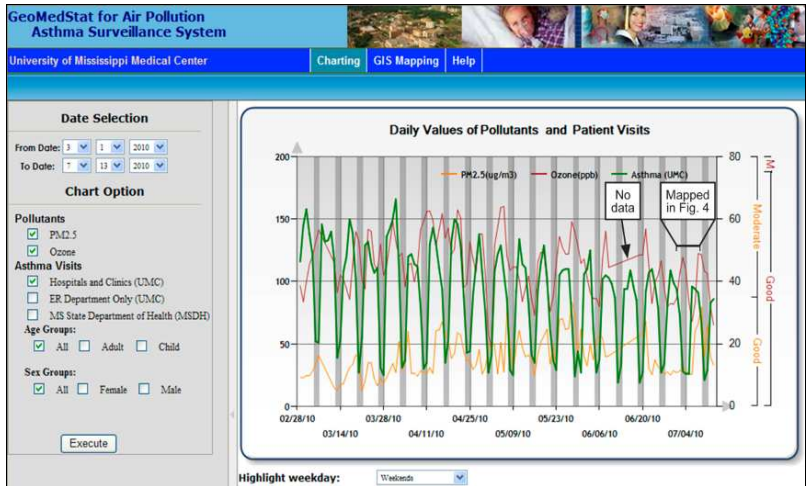 GeoMedStat for Air Pollution
Asthma Surveillance System
University of Mississippi Medical Center
Charting GIS Mapping Help
Date Selection
From Date: 3 1 2010
To Date: 7 13 2010
Chart Option
Pollutants
PM2.5
Ozone
Asthma Visits
Hospitals and Clinics (UMC)
ER Department Only (UMC)
MS State Department of Health (MSDH)
Age Groups:
All Adult Child
Sex Groups:
All Female Male
Execute
Daily Values of Pollutants and Patient Visits
PM2.5(ug/m3) Ozone(ppb) Asthma (UMC)
No
data
Mapped
in Fig. 4
200
150
100
50
0
80
60
40
20
0
Moderate
Good
M
Good
02/28/10 03/28/10 04/25/10 05/23/10 06/20/10
03/14/10 04/11/10 05/09/10 06/06/10 07/04/10
Highlight weekday: Weekends